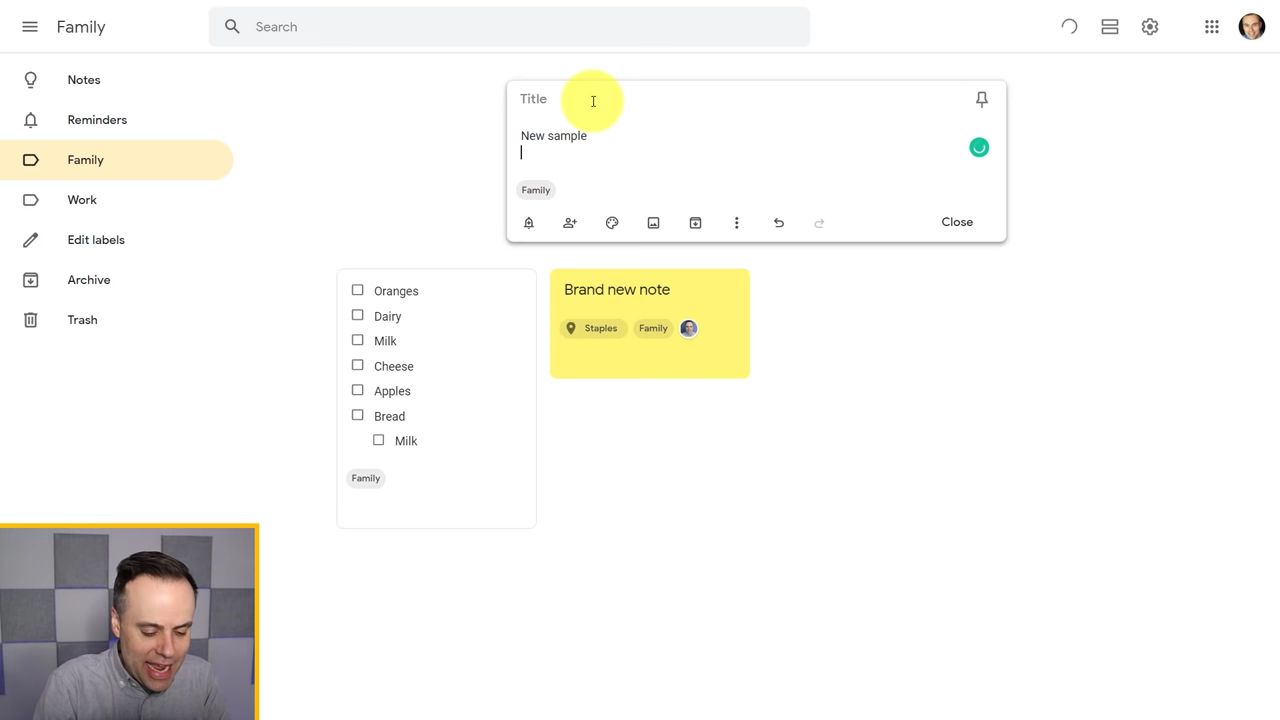 Family
Search
Notes
Reminders
Family
Work
Edit labels
Archive
Trash
Title
New sample
Family
Close
Oranges
Dairy
Milk
Cheese
Apples
Bread
Milk
Family
Brand new note
Staples Family